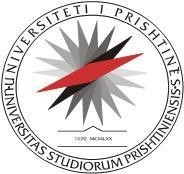 UNIVERSITETI I PRISHTINËS
UNIVERSITAS STUDIORUM PRISHTINIENSIS
1970 MCMLXX